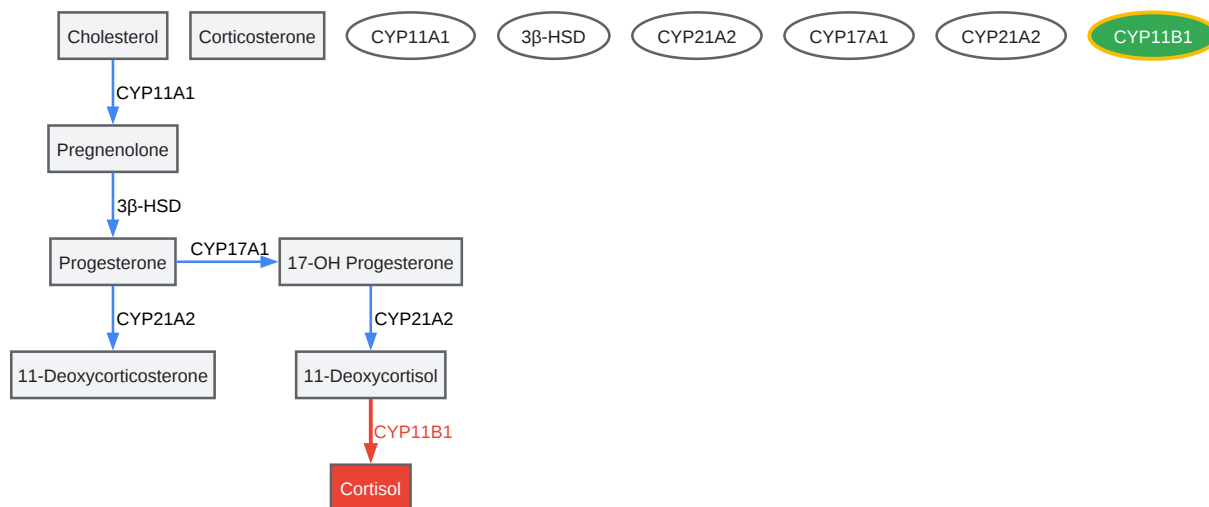 Cholesterol
Corticosterone
CYP11A1
3β-HSD
CYP21A2
CYP17A1
CYP21A2
CYP11B1
CYP11A1
Pregnenolone
3β-HSD
Progesterone
CYP17A1
17-OH Progesterone
CYP21A2
CYP21A2
11-Deoxycorticosterone
11-Deoxycortisol
CYP11B1
Cortisol